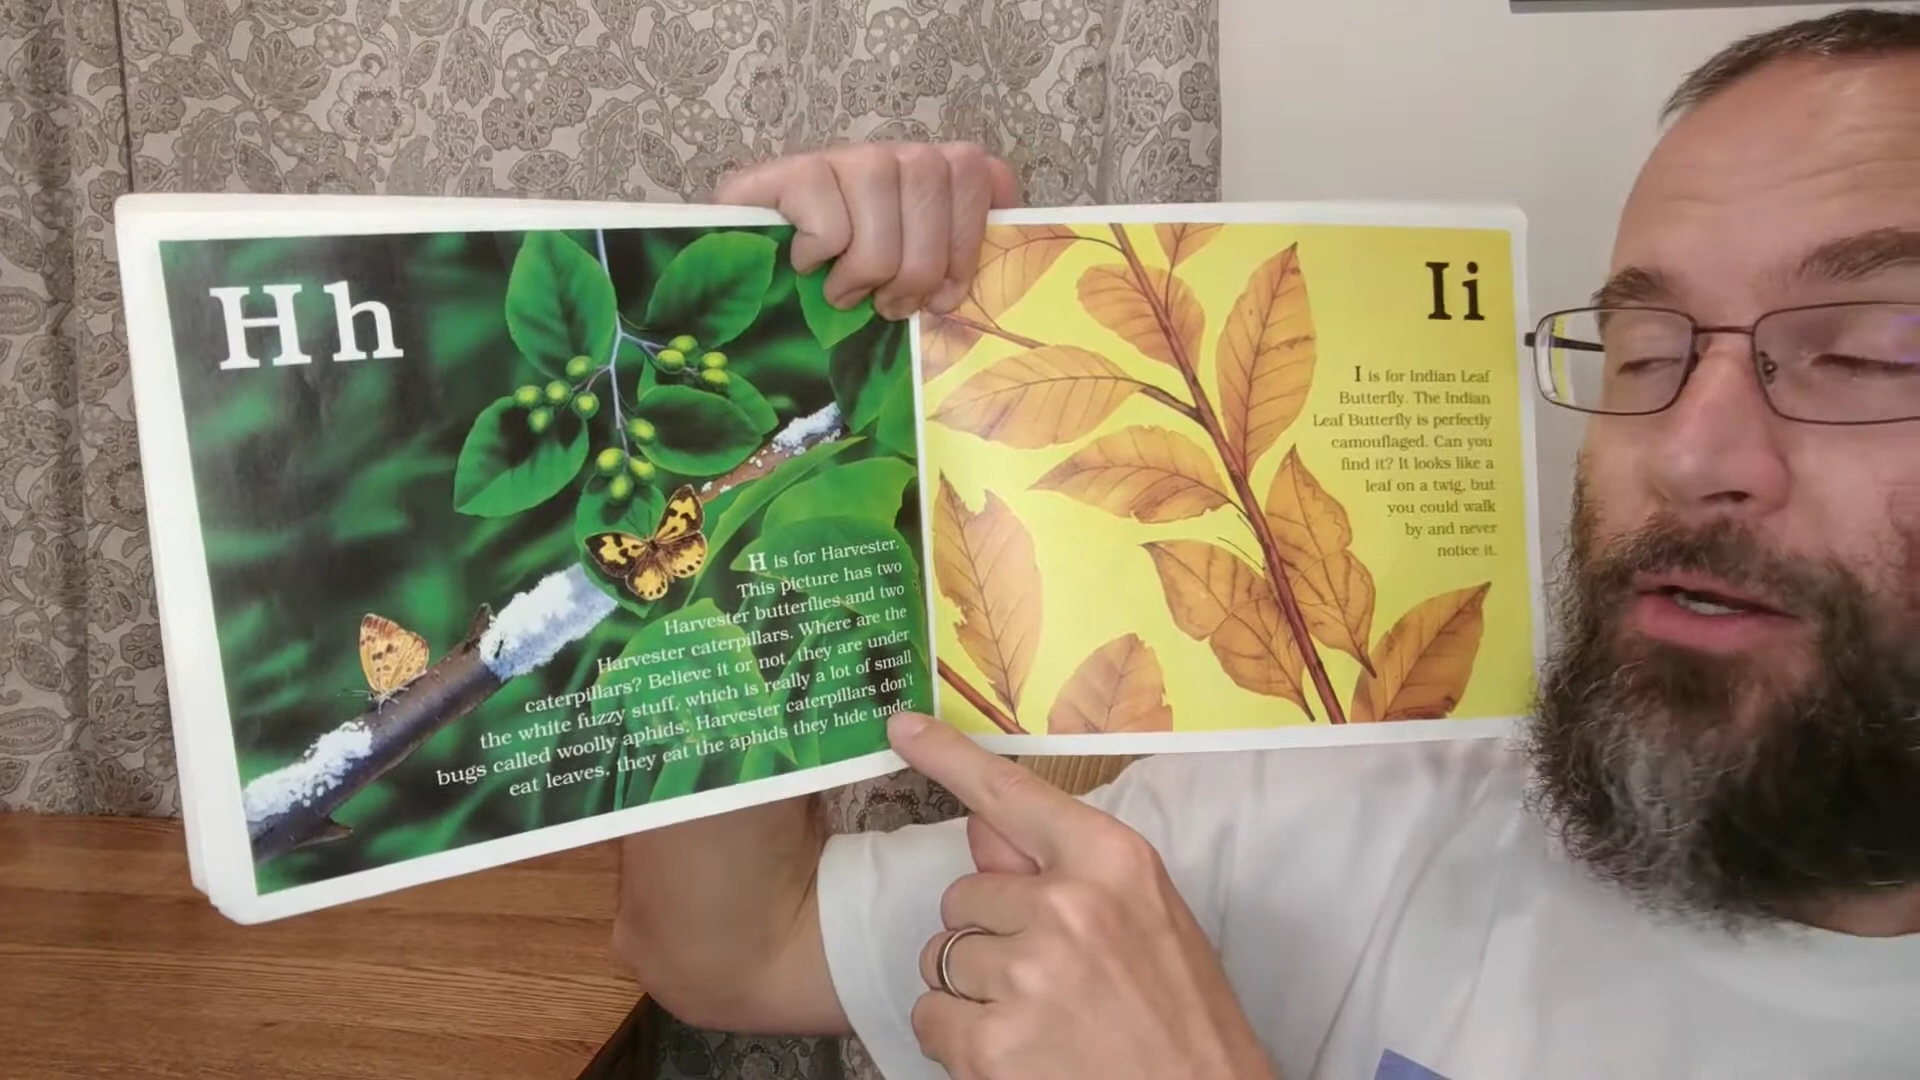 Hh
H is for Harvester.
This picture has two
Harvester butterflies and two
Harvester caterpillars. Where are the
caterpillars? Believe it or not, they are under
the white fuzzy stuff, which is really a lot of small
bugs called woolly aphids. Harvester caterpillars don't
eat leaves, they eat the aphids they hide under.
Ii
I is for Indian Leaf
Butterfly. The Indian
Leaf Butterfly is perfectly
camouflaged. Can you
find it? It looks like a
leaf on a twig, but
you could walk
by and never
notice it.